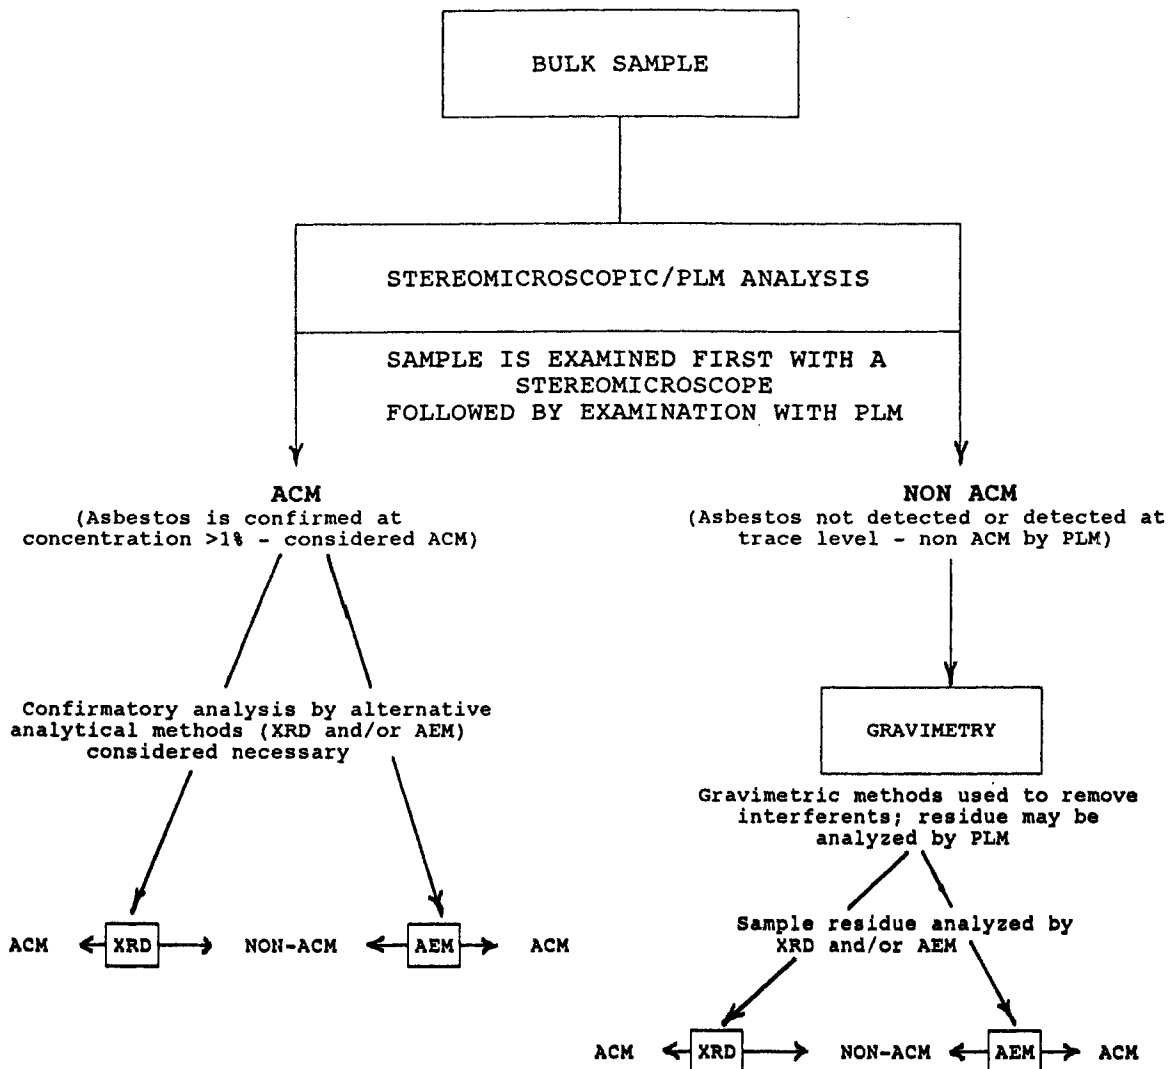 BULK SAMPLE
STEREOMICROSCOPIC/PLM ANALYSIS
SAMPLE IS EXAMINED FIRST WITH A
STEREOMICROSCOPE
FOLLOWED BY EXAMINATION WITH PLM
ACM
(Asbestos is confirmed at
concentration >1% - considered ACM)
NON ACM
(Asbestos not detected or detected at
trace level - non ACM by PLM)
Confirmatory analysis by alternative
analytical methods (XRD and/or AEM)
considered necessary
GRAVIMETRY
Gravimetric methods used to remove
interferents; residue may be
analyzed by PLM
ACM XRD NON-ACM AEM ACM
Sample residue analyzed by
XRD and/or AEM
ACM XRD NON-ACM AEM ACM